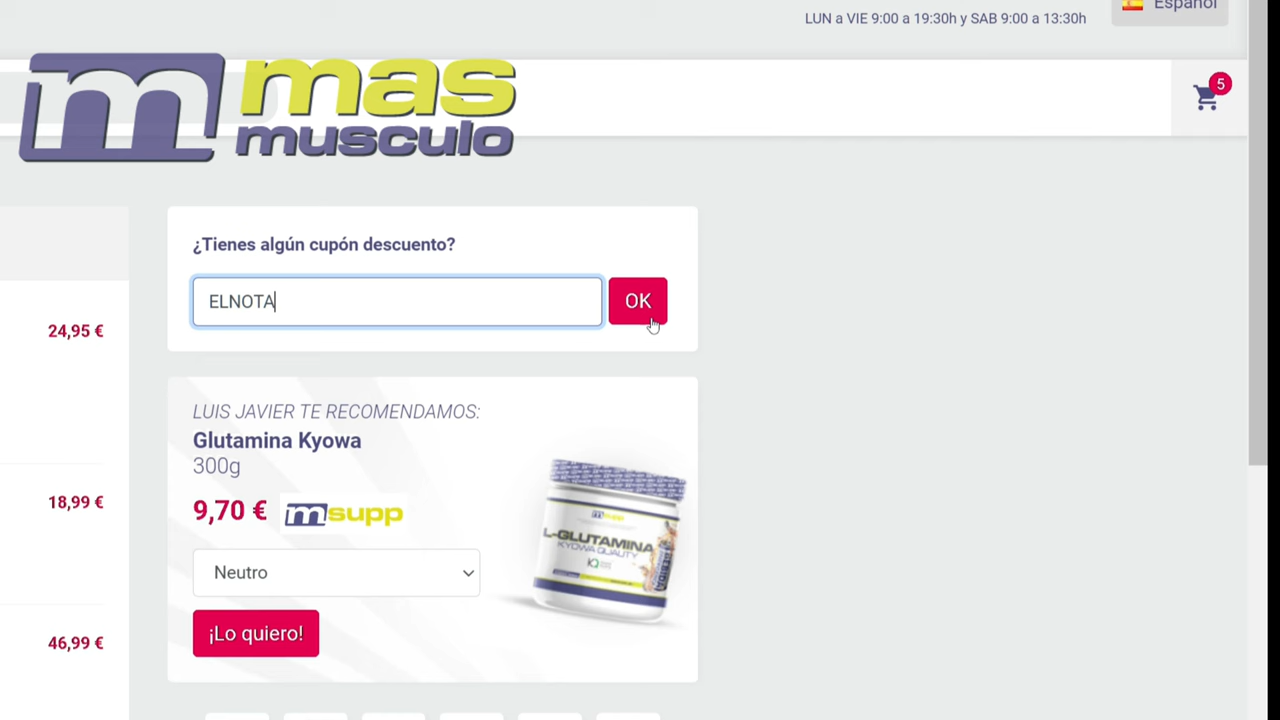 LUN a VIE 9:00 a 19:30h y SAB 9:00 a 13:30h
Español
m mas
musculo
5
¿Tienes algún cupón descuento?
ELNOTA
OK
24,95 €
LUIS JAVIER TE RECOMENDAMOS:
Glutamina Kyowa
300g
18,99 €
9,70 €
msupp
L-GLUTAMINA
KYOWA QUALITY
Neutro
¡Lo quiero!
46,99 €